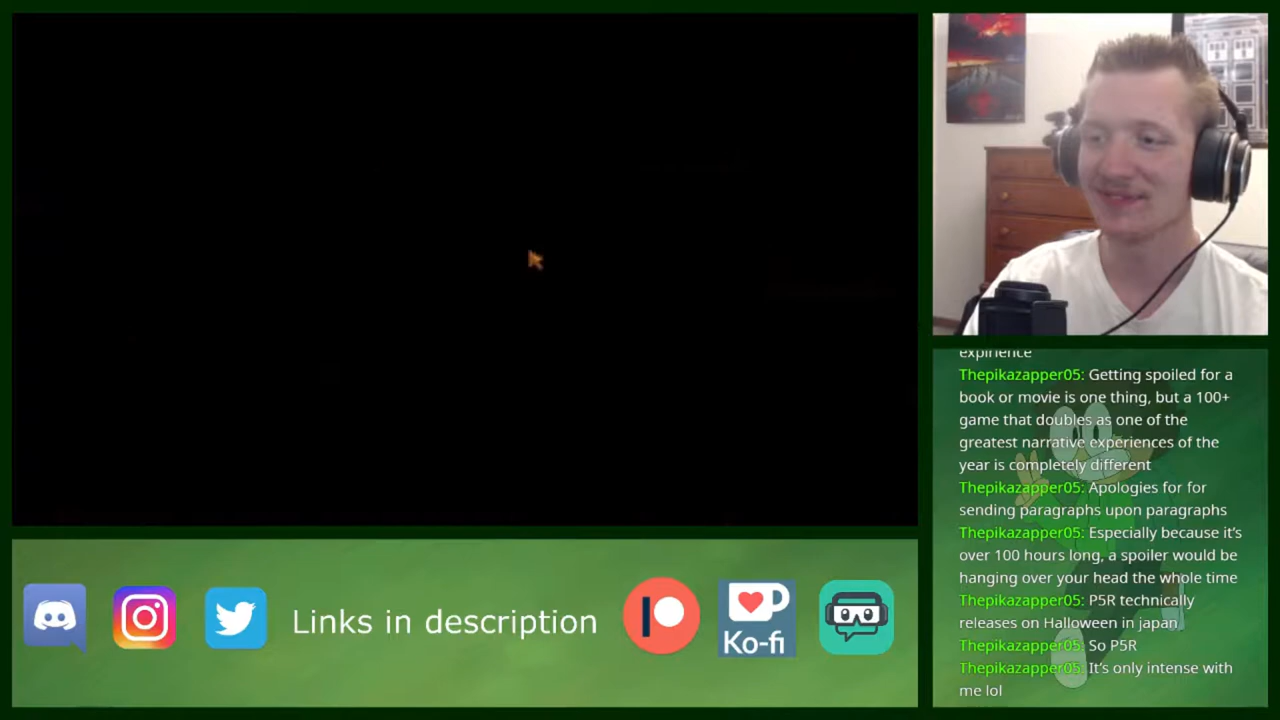 Links in description
Ko-fi
expirience
Thepikazapper05: Getting spoiled for a
book or movie is one thing, but a 100+
game that doubles as one of the
greatest narrative experiences of the
year is completely different
Thepikazapper05: Apologies for for
sending paragraphs upon paragraphs
Thepikazapper05: Especially because it's
over 100 hours long, a spoiler would be
hanging over your head the whole time
Thepikazapper05: P5R technically
releases on Halloween in japan
Thepikazapper05: So P5R
Thepikazapper05: It's only intense with
me lol